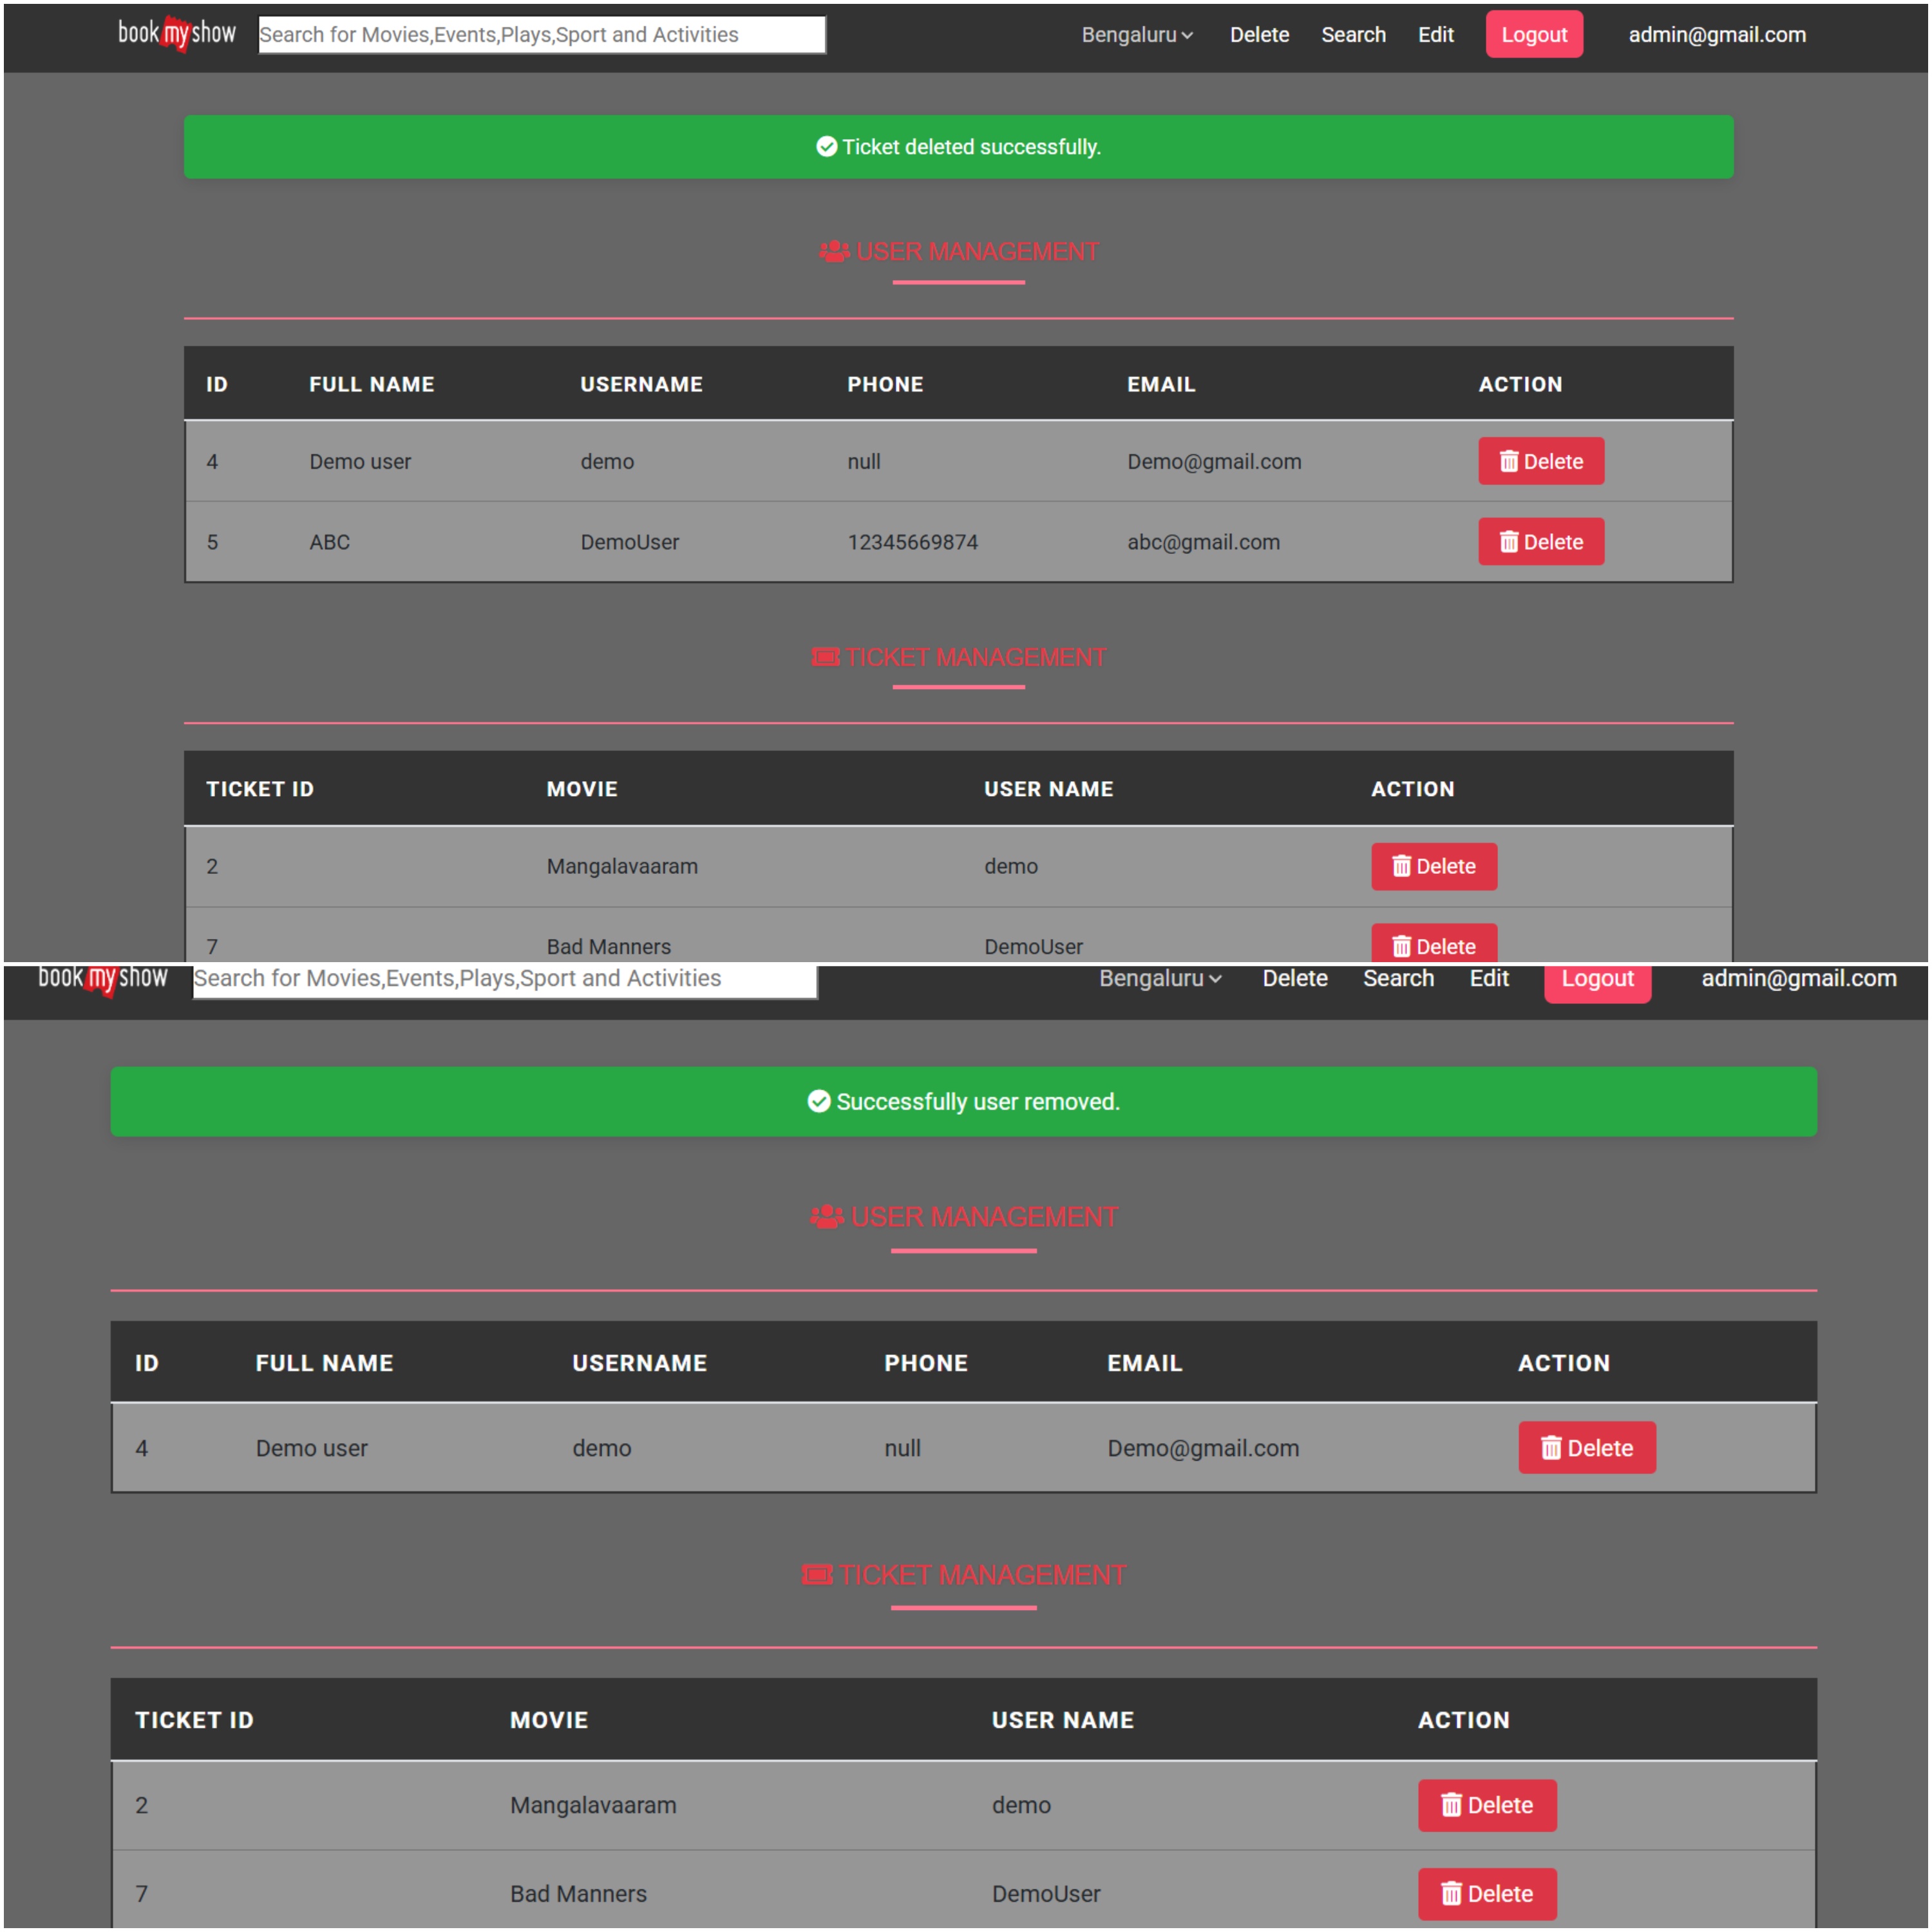 bookmyshow Search for Movies,Events,Plays,Sport and Activities Bengaluru Delete Search Edit Logout admin@gmail.com
Ticket deleted successfully.
USER MANAGEMENT
ID FULL NAME USERNAME PHONE EMAIL ACTION
4 Demo user demo null Demo@gmail.com Delete
5 ABC DemoUser 12345669874 abc@gmail.com Delete
TICKET MANAGEMENT
TICKET ID MOVIE USER NAME ACTION
2 Mangalavaaram demo Delete
7 Bad Manners DemoUser Delete
bookmyshow Search for Movies,Events,Plays,Sport and Activities Bengaluru Delete Search Edit Logout admin@gmail.com
Successfully user removed.
USER MANAGEMENT
ID FULL NAME USERNAME PHONE EMAIL ACTION
4 Demo user demo null Demo@gmail.com Delete
TICKET MANAGEMENT
TICKET ID MOVIE USER NAME ACTION
2 Mangalavaaram demo Delete
7 Bad Manners DemoUser Delete